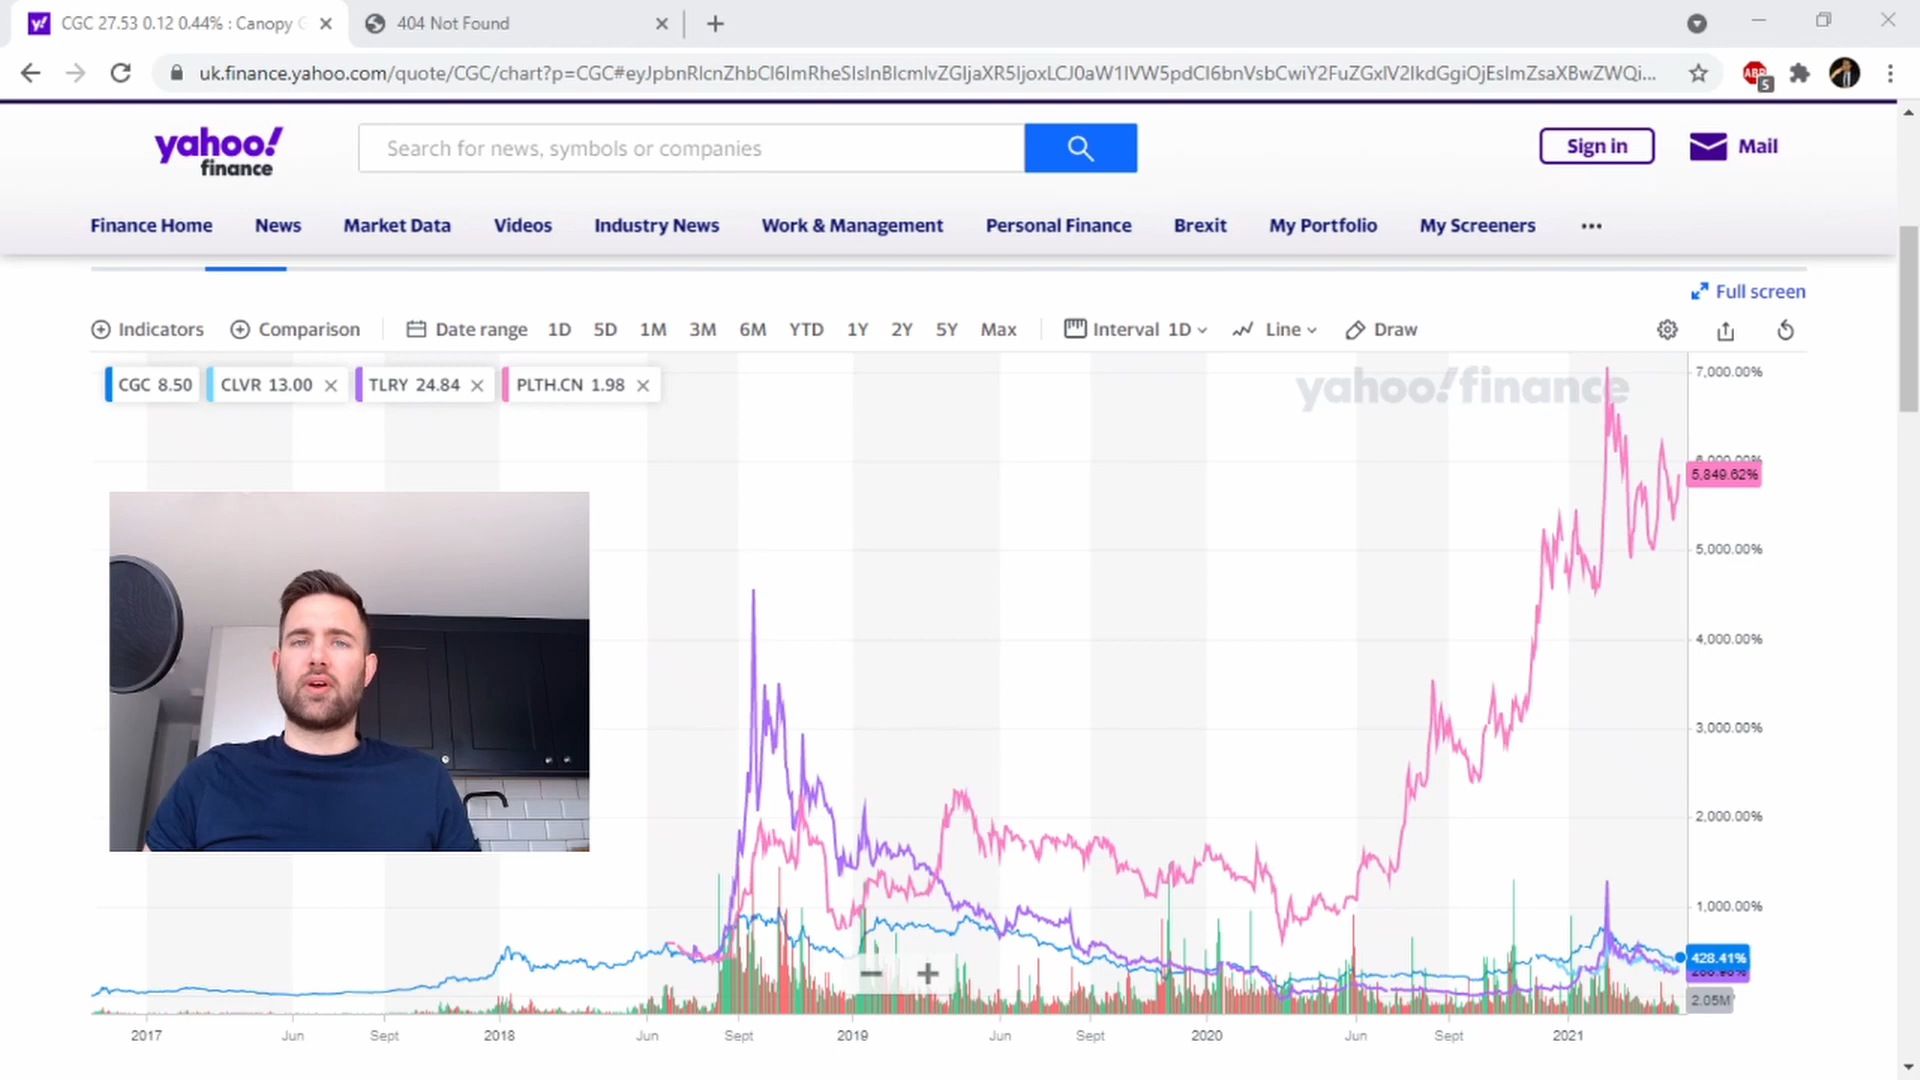 CGC 27.53 0.12 0.44% : Canopy G
404 Not Found
uk.finance.yahoo.com/quote/CGC/chart?p=CGC#eyJpbnRlcnZhbCI6ImRheSIsInBlcmlvZGljaXR5IjoxLCJ0aW1lVW5pdCI6bnVsbCwiY2FuZGxlV2lkdGgiOjEsImZsaXBwZWQi...
ABP
5
yahoo!
finance
Search for news, symbols or companies
Sign in
Mail
Finance Home News Market Data Videos Industry News Work & Management Personal Finance Brexit My Portfolio My Screeners ...
Full screen
Indicators Comparison Date range 1D 5D 1M 3M 6M YTD 1Y 2Y 5Y Max Interval 1D Line Draw
CGC 8.50 CLVR 13.00 TLRY 24.84 PLTH.CN 1.98
yahoo!finance
7,000.00%
6,000.00%
5,849.62%
5,000.00%
4,000.00%
3,000.00%
2,000.00%
1,000.00%
428.41%
2.05M
2017 Jun Sept 2018 Jun Sept 2019 Jun Sept 2020 Jun Sept 2021